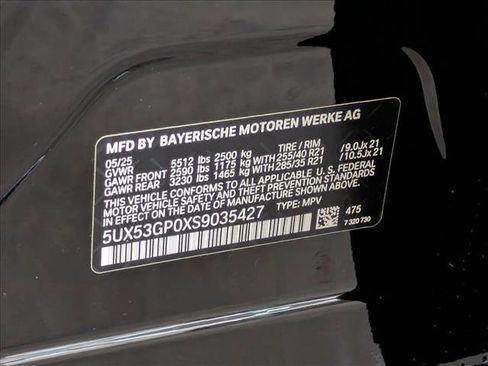 MFD BY BAYERISCHE MOTOREN WERKE AG
05/25 5512 lbs 2500 kg TIRE / RIM
GVWR
GAWR FRONT 2590 lbs 1175 kg WITH 255/40 R21 /9.0Jx21
GAWR REAR 3230 lbs 1465 kg WITH 285/35 R21 /10.5Jx21
THIS VEHICLE CONFORMS TO ALL APPLICABLE U.S. FEDERAL
MOTOR VEHICLE SAFETY, BUMPER, AND THEFT PREVENTION STANDARDS
IN EFFECT ON THE DATE OF MANUFACTURE SHOWN ABOVE.
5UX53GP0XS9035427 TYPE: MPV
475
7 320 730